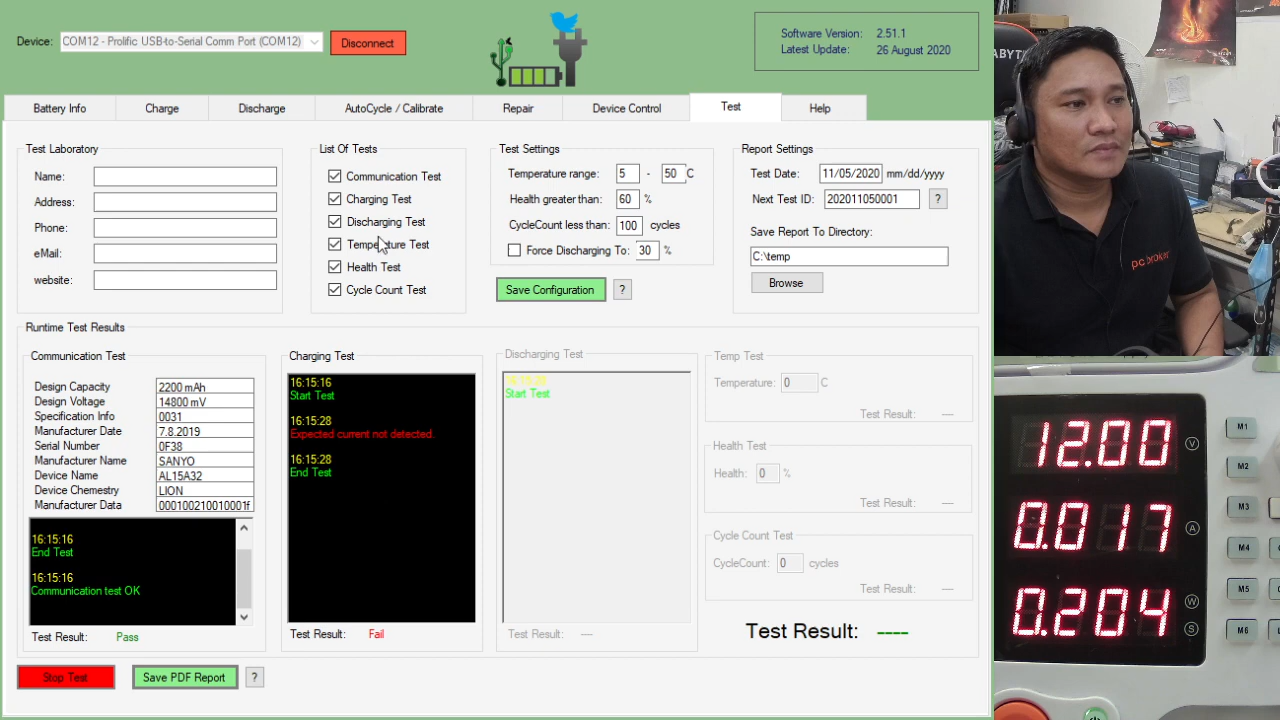 Device: COM12 - Prolific USB-to-Serial Comm Port (COM12) Disconnect
Software Version: 2.51.1
Latest Update: 26 August 2020
Battery Info Charge Discharge AutoCycle / Calibrate Repair Device Control Test Help
Test Laboratory
Name:
Address:
Phone:
eMail:
website:
List Of Tests
Communication Test
Charging Test
Discharging Test
Temperature Test
Health Test
Cycle Count Test
Test Settings
Temperature range: 5 - 50 C
Health greater than: 60 %
CycleCount less than: 100 cycles
Force Discharging To: 30 %
Save Configuration ?
Report Settings
Test Date: 11/05/2020 mm/dd/yyyy
Next Test ID: 202011050001 ?
Save Report To Directory:
C:\temp
Browse
Runtime Test Results
Communication Test
Design Capacity 2200 mAh
Design Voltage 14800 mV
Specification Info 0031
Manufacturer Date 7.8.2019
Serial Number 0F38
Manufacturer Name SANYO
Device Name AL15A32
Device Chemestry LION
Manufacturer Data 000100210010001f
16:15:16
End Test
16:15:16
Communication test OK
Test Result: Pass
Charging Test
16:15:16
Start Test
16:15:28
Expected current not detected.
16:15:28
End Test
Test Result: Fail
Discharging Test
Start Test
Test Result: ---
Temp Test
Temperature: 0 C
Test Result: ---
Health Test
Health: 0 %
Test Result: ---
Cycle Count Test
CycleCount: 0 cycles
Test Result: ---
Test Result: ----
Stop Test Save PDF Report ?
pc broker
12.00 V
0.017 A
0.204 W
S
M1
M2
M3
M4
M5
M6